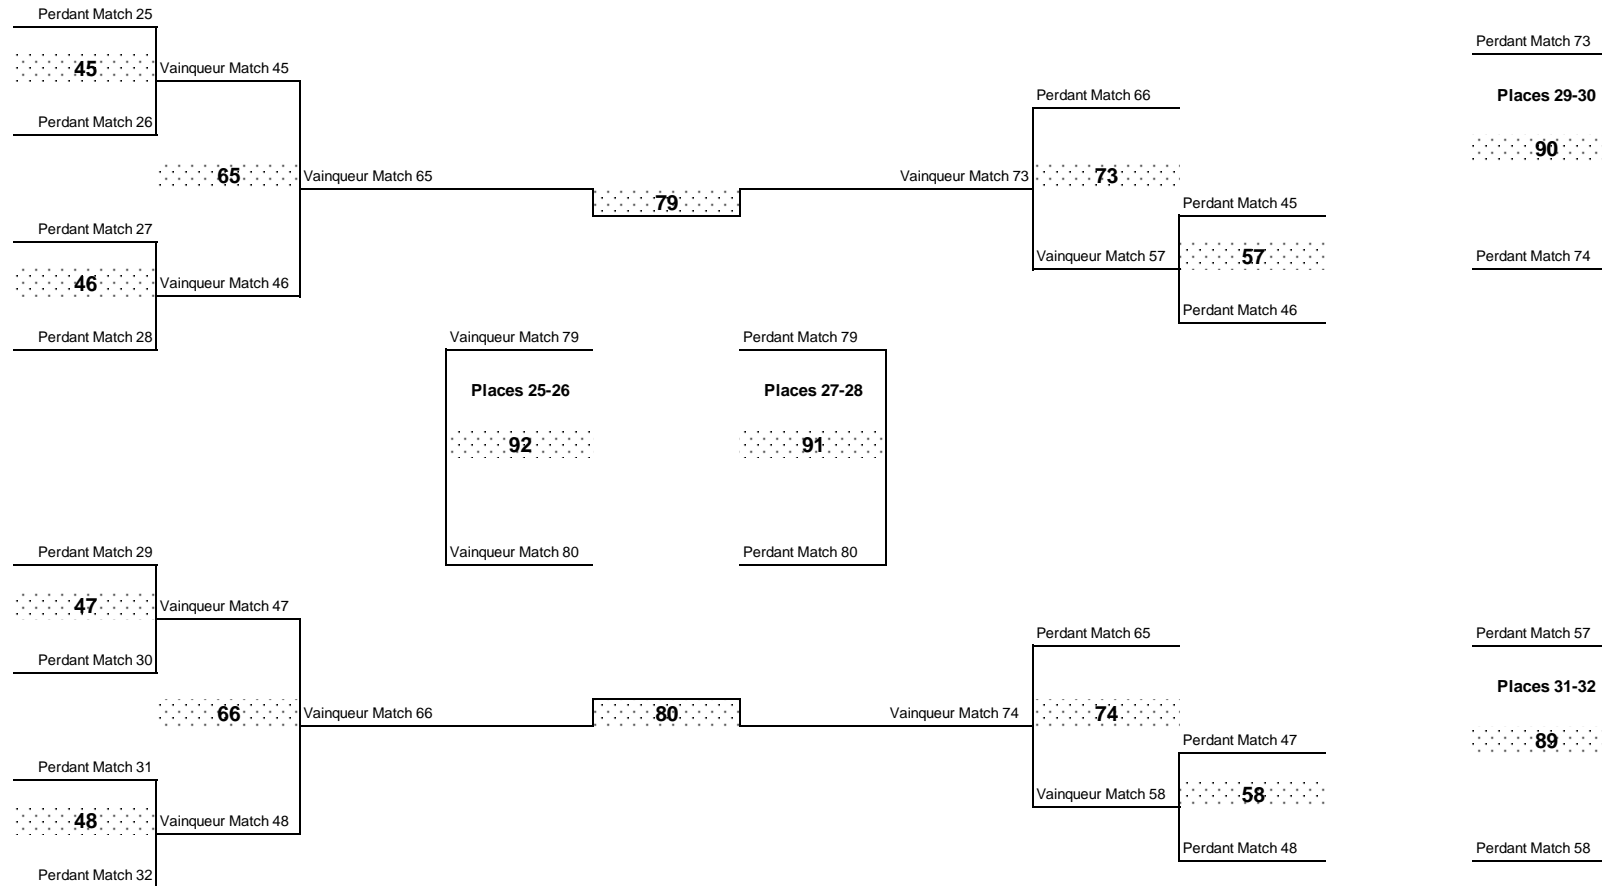 Perdant Match 25
Perdant Match 73
45
Vainqueur Match 45
Perdant Match 66
Places 29-30
Perdant Match 26
90
65
Vainqueur Match 65
Vainqueur Match 73
73
79
Perdant Match 45
Perdant Match 27
Vainqueur Match 57
57
Perdant Match 74
46
Vainqueur Match 46
Perdant Match 46
Perdant Match 28
Vainqueur Match 79
Perdant Match 79
Places 25-26
Places 27-28
92
91
Perdant Match 29
Vainqueur Match 80
Perdant Match 80
47
Vainqueur Match 47
Perdant Match 65
Perdant Match 57
Perdant Match 30
Places 31-32
66
Vainqueur Match 66
80
Vainqueur Match 74
74
Perdant Match 47
89
Perdant Match 31
Vainqueur Match 58
58
48
Vainqueur Match 48
Perdant Match 48
Perdant Match 58
Perdant Match 32